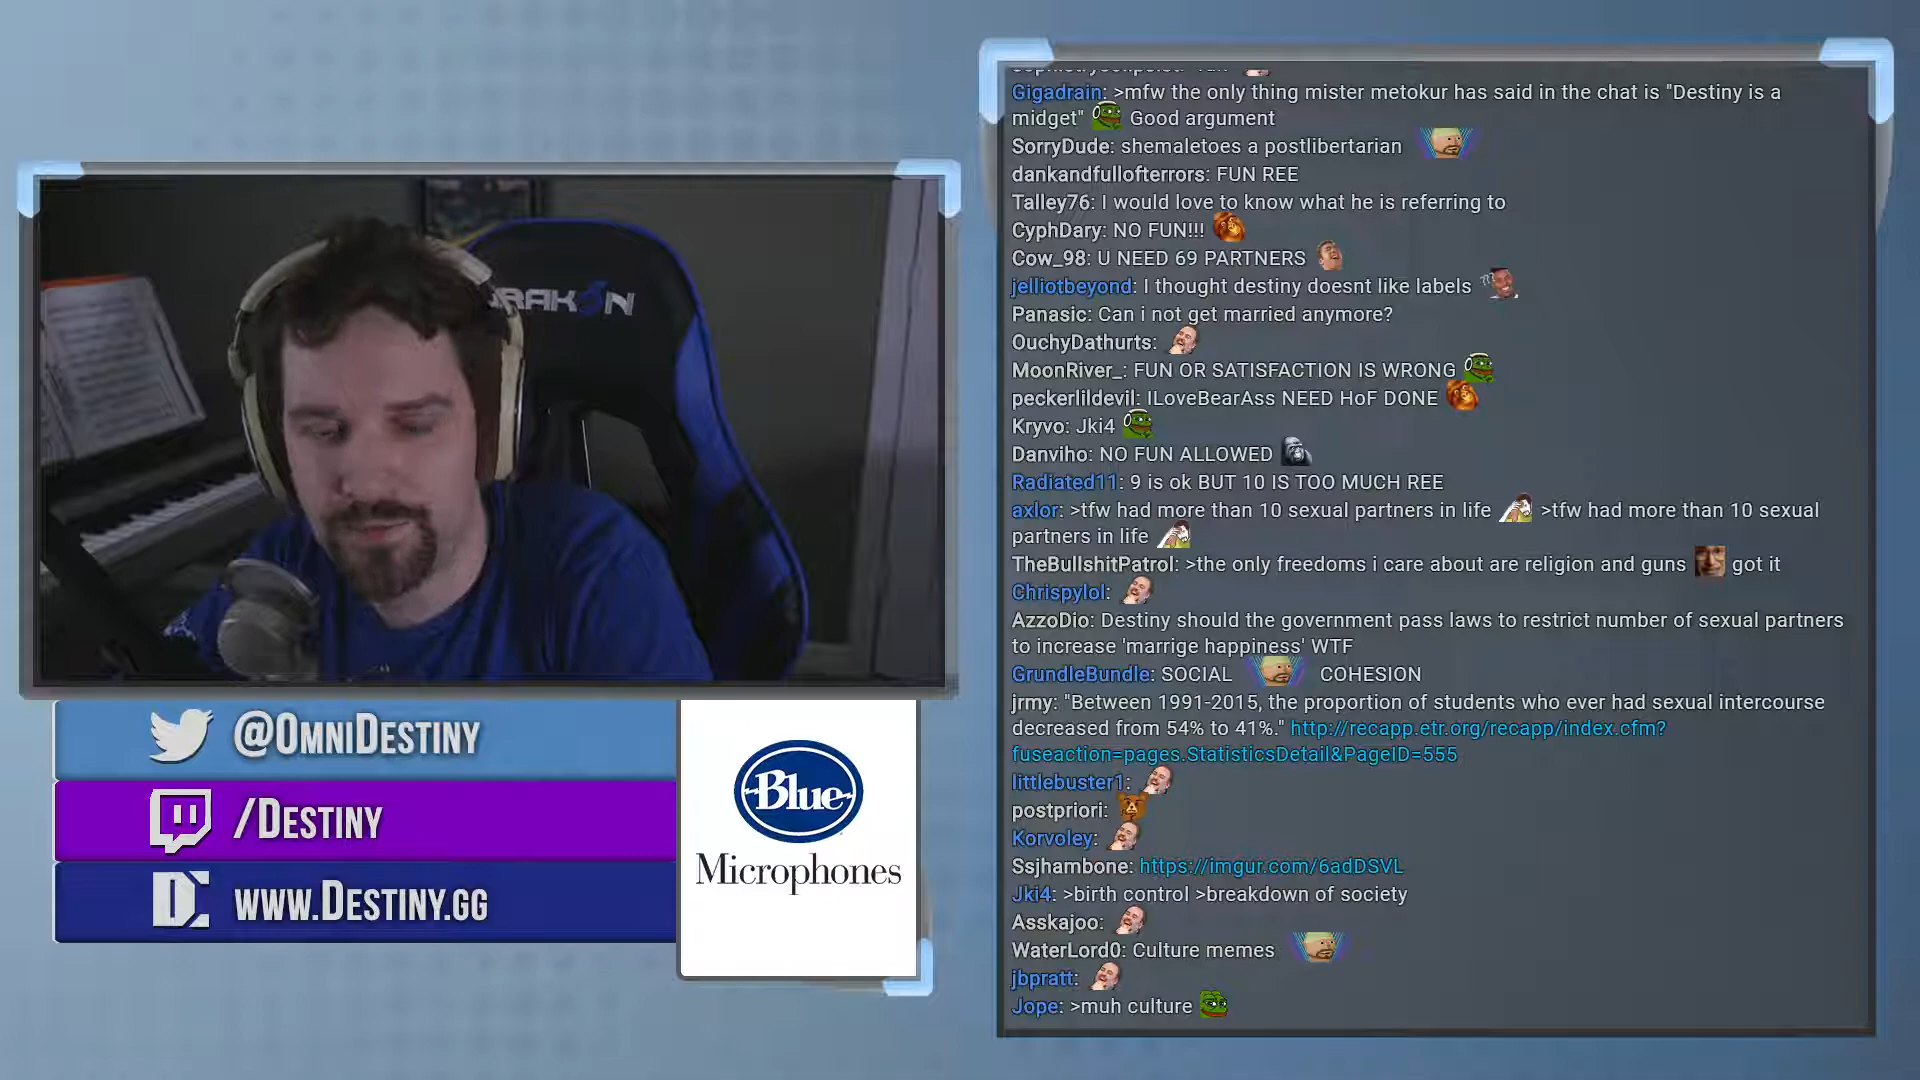 Gigadrain: >mfw the only thing mister metokur has said in the chat is "Destiny is a
midget" Good argument
SorryDude: shemaletoes a postlibertarian
dankandfullofterrors: FUN REE
Talley76: I would love to know what he is referring to
CyphDary: NO FUN!!!
Cow_98: U NEED 69 PARTNERS
jelliotbeyond: I thought destiny doesnt like labels
Panasic: Can i not get married anymore?
OuchyDathurts:
MoonRiver_: FUN OR SATISFACTION IS WRONG
peckerlildevil: ILoveBearAss NEED HoF DONE
Kryvo: Jki4
Danviho: NO FUN ALLOWED
Radiated11: 9 is ok BUT 10 IS TOO MUCH REE
axlor: >tfw had more than 10 sexual partners in life >tfw had more than 10 sexual
partners in life
TheBullshitPatrol: >the only freedoms i care about are religion and guns got it
Chrispylol:
AzzoDio: Destiny should the government pass laws to restrict number of sexual partners
to increase 'marrige happiness' WTF
GrundleBundle: SOCIAL COHESION
jrmy: "Between 1991-2015, the proportion of students who ever had sexual intercourse
decreased from 54% to 41%." http://recapp.etr.org/recapp/index.cfm?
fuseaction=pages.StatisticsDetail&PageID=555
littlebuster1:
postpriori:
Korvoley:
Ssjhambone: https://imgur.com/6adDSVL
Jki4: >birth control >breakdown of society
Asskajoo:
WaterLord0: Culture memes
jbpratt:
Jope: >muh culture
@OmniDestiny
/Destiny
www.Destiny.gg
Blue
Microphones